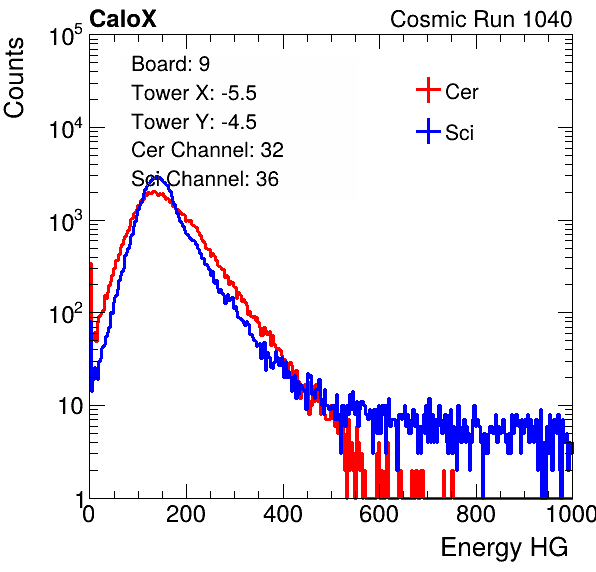 CaloX Cosmic Run 1040
Counts
10^5
10^4
10^3
10^2
10
1
Board: 9
Tower X: -5.5
Tower Y: -4.5
Cer Channel: 32
Sci Channel: 36
Cer
Sci
0 200 400 600 800 1000
Energy HG